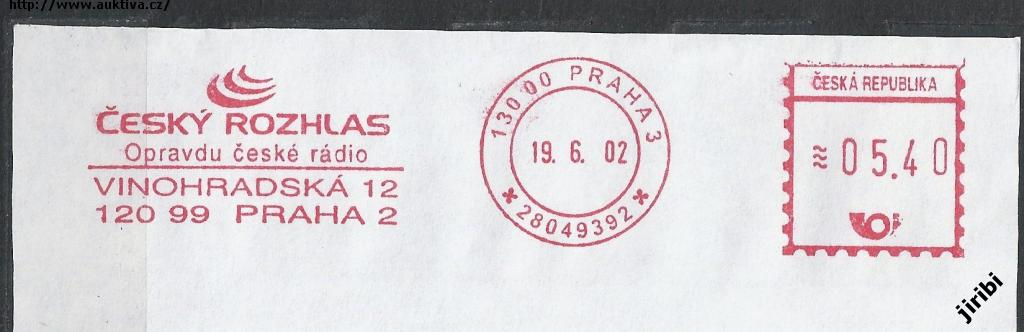 http://www.auktiva.cz/
ČESKÝ ROZHLAS
Opravdu české rádio
VINOHRADSKÁ 12
120 99 PRAHA 2
130 00 PRAHA 3
19. 6. 02
* 28049392 *
ČESKÁ REPUBLIKA
≈05.40
jiribi